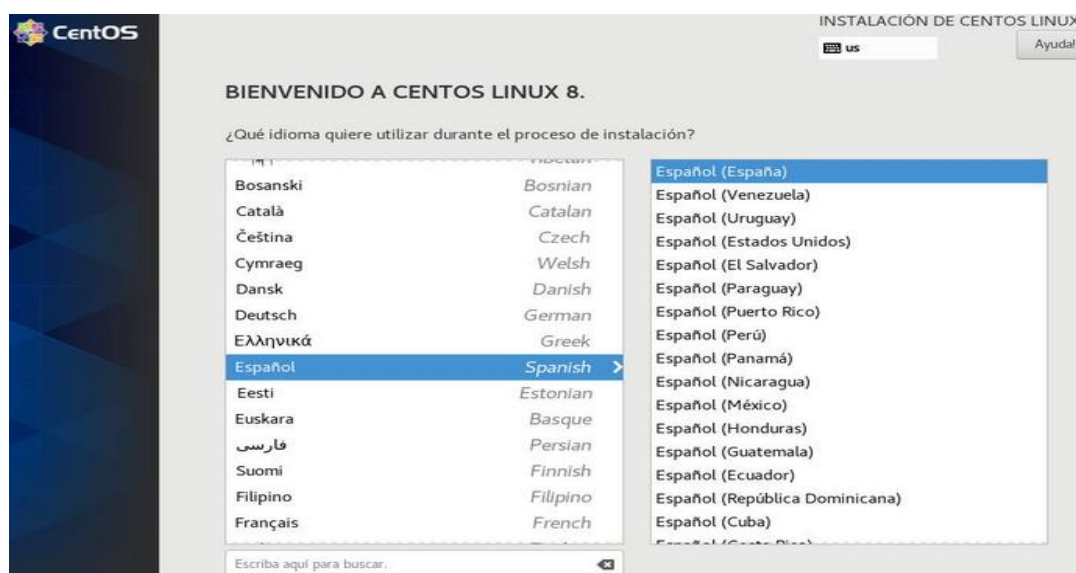 CentOS
INSTALACIÓN DE CENTOS LINUX
us
Ayuda!
BIENVENIDO A CENTOS LINUX 8.
¿Qué idioma quiere utilizar durante el proceso de instalación?
Bosanski Bosnian
Català Catalan
Čeština Czech
Cymraeg Welsh
Dansk Danish
Deutsch German
Ελληνικά Greek
Español Spanish
Eesti Estonian
Euskara Basque
فارسی Persian
Suomi Finnish
Filipino Filipino
Français French
Escriba aquí para buscar.
Español (España)
Español (Venezuela)
Español (Uruguay)
Español (Estados Unidos)
Español (El Salvador)
Español (Paraguay)
Español (Puerto Rico)
Español (Perú)
Español (Panamá)
Español (Nicaragua)
Español (México)
Español (Honduras)
Español (Guatemala)
Español (Ecuador)
Español (República Dominicana)
Español (Cuba)